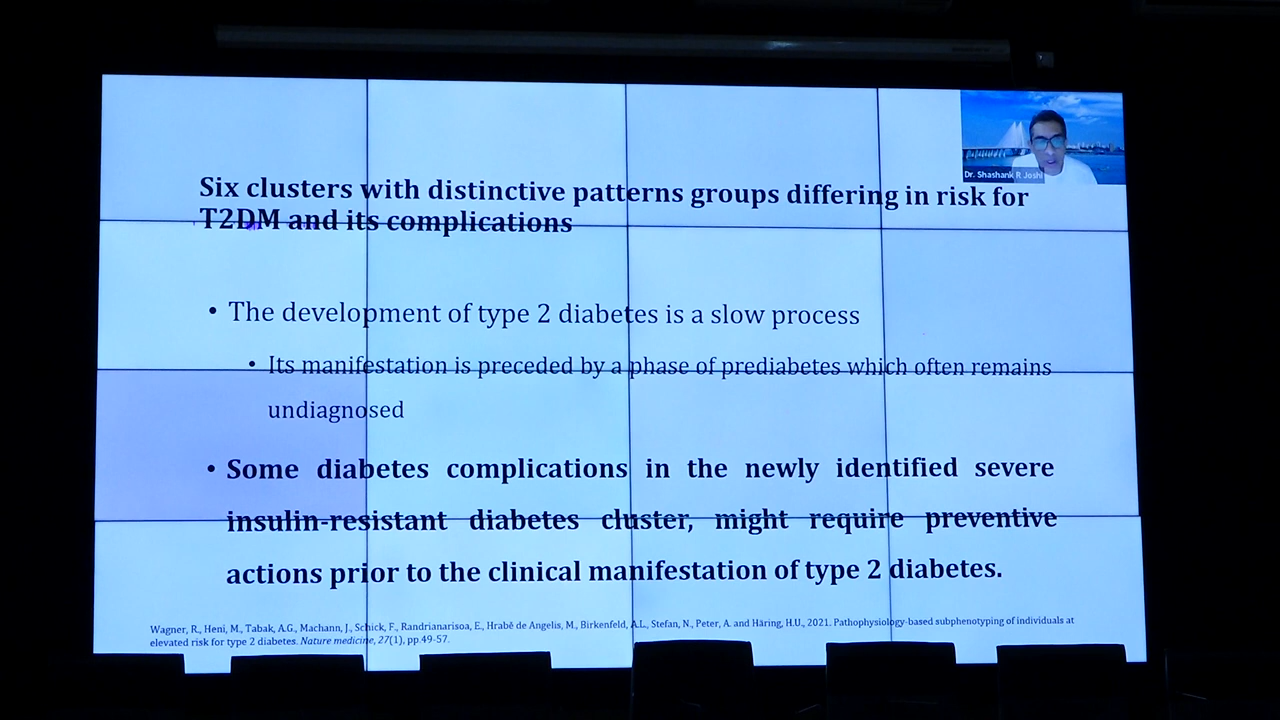 Dr. Shashank R Joshi
Six clusters with distinctive patterns groups differing in risk for
T2DM and its complications
• The development of type 2 diabetes is a slow process
• Its manifestation is preceded by a phase of prediabetes which often remains
undiagnosed
• Some diabetes complications in the newly identified severe
insulin-resistant diabetes cluster, might require preventive
actions prior to the clinical manifestation of type 2 diabetes.
Wagner, R., Heni, M., Tabak, A.G., Machann, J., Schick, F., Randrianarisoa, E., Hrabě de Angelis, M., Birkenfeld, A.L., Stefan, N., Peter, A. and Häring, H.U., 2021. Pathophysiology-based subphenotyping of individuals at
elevated risk for type 2 diabetes. Nature medicine, 27(1), pp.49-57.